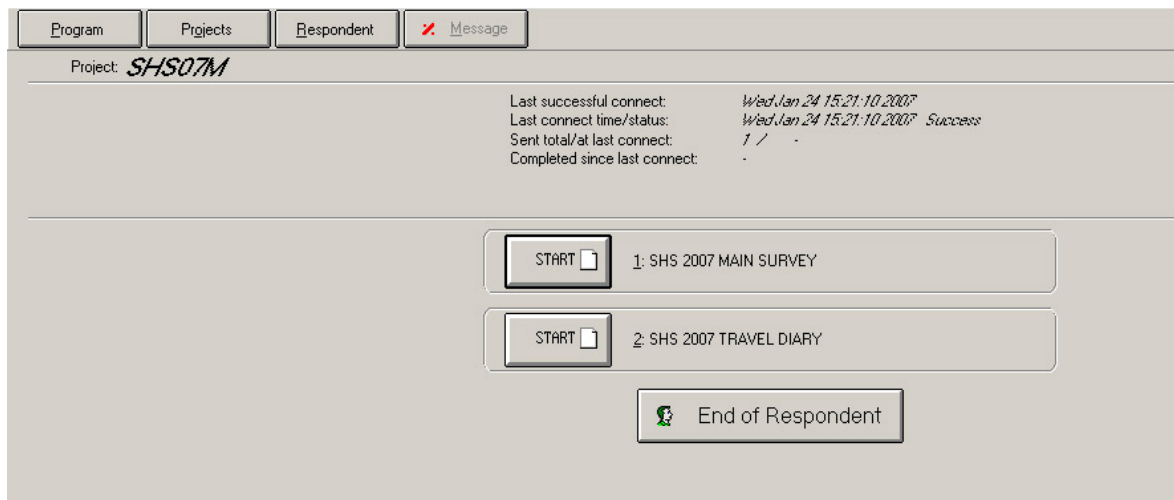 Program Projects Respondent Message
Project: SHS07M
Last successful connect: Wed Jan 24 15:21:10 2007
Last connect time/status: Wed Jan 24 15:21:10 2007 Success
Sent total/at last connect: 1 / -
Completed since last connect: -
START 1: SHS 2007 MAIN SURVEY
START 2: SHS 2007 TRAVEL DIARY
End of Respondent